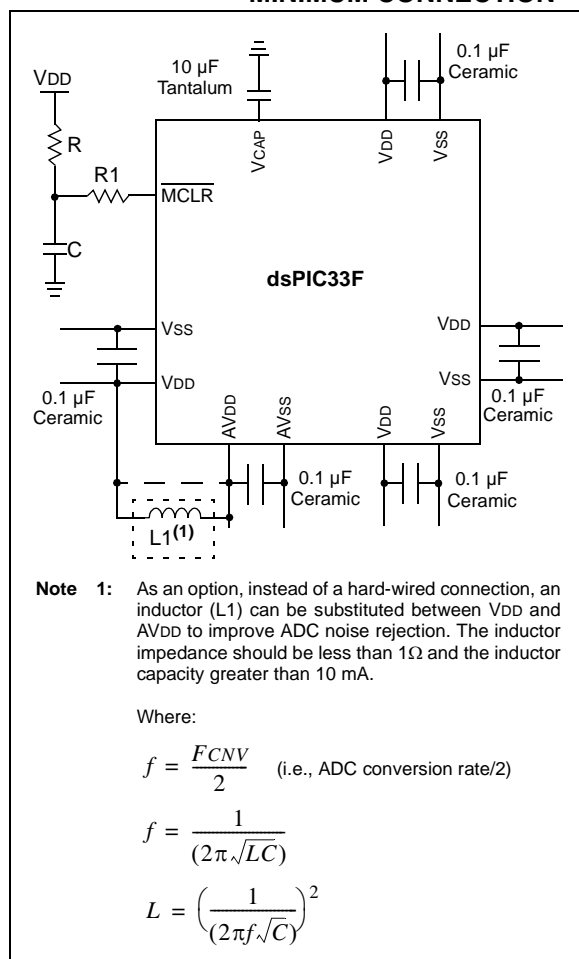 MINIMUM CONNECTION
0.1 µF
Ceramic
10 µF
Tantalum
VDD
R
R1
C
VCAP
VDD
VSS
MCLR
dsPIC33F
VSS
VDD
VDD
VSS
0.1 µF
Ceramic
0.1 µF
Ceramic
AVDD
AVSS
VDD
VSS
0.1 µF
Ceramic
0.1 µF
Ceramic
L1(1)
Note 1: As an option, instead of a hard-wired connection, an
inductor (L1) can be substituted between VDD and
AVDD to improve ADC noise rejection. The inductor
impedance should be less than 1Ω and the inductor
capacity greater than 10 mA.
Where:
f = FCNV / 2 (i.e., ADC conversion rate/2)
f = 1 / (2π√LC)
L = (1 / (2πf√C))²